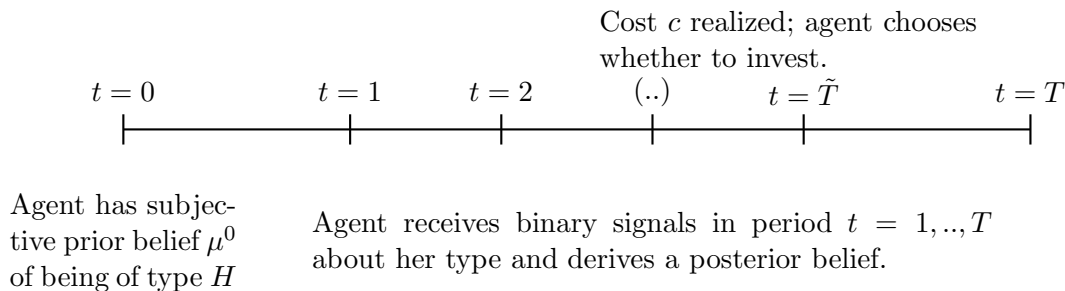 Cost c realized; agent chooses
whether to invest.
t = 0 t = 1 t = 2 (..) t = T̃ t = T
Agent has subjec-
tive prior belief μ⁰
of being of type H
Agent receives binary signals in period t = 1,..,T
about her type and derives a posterior belief.